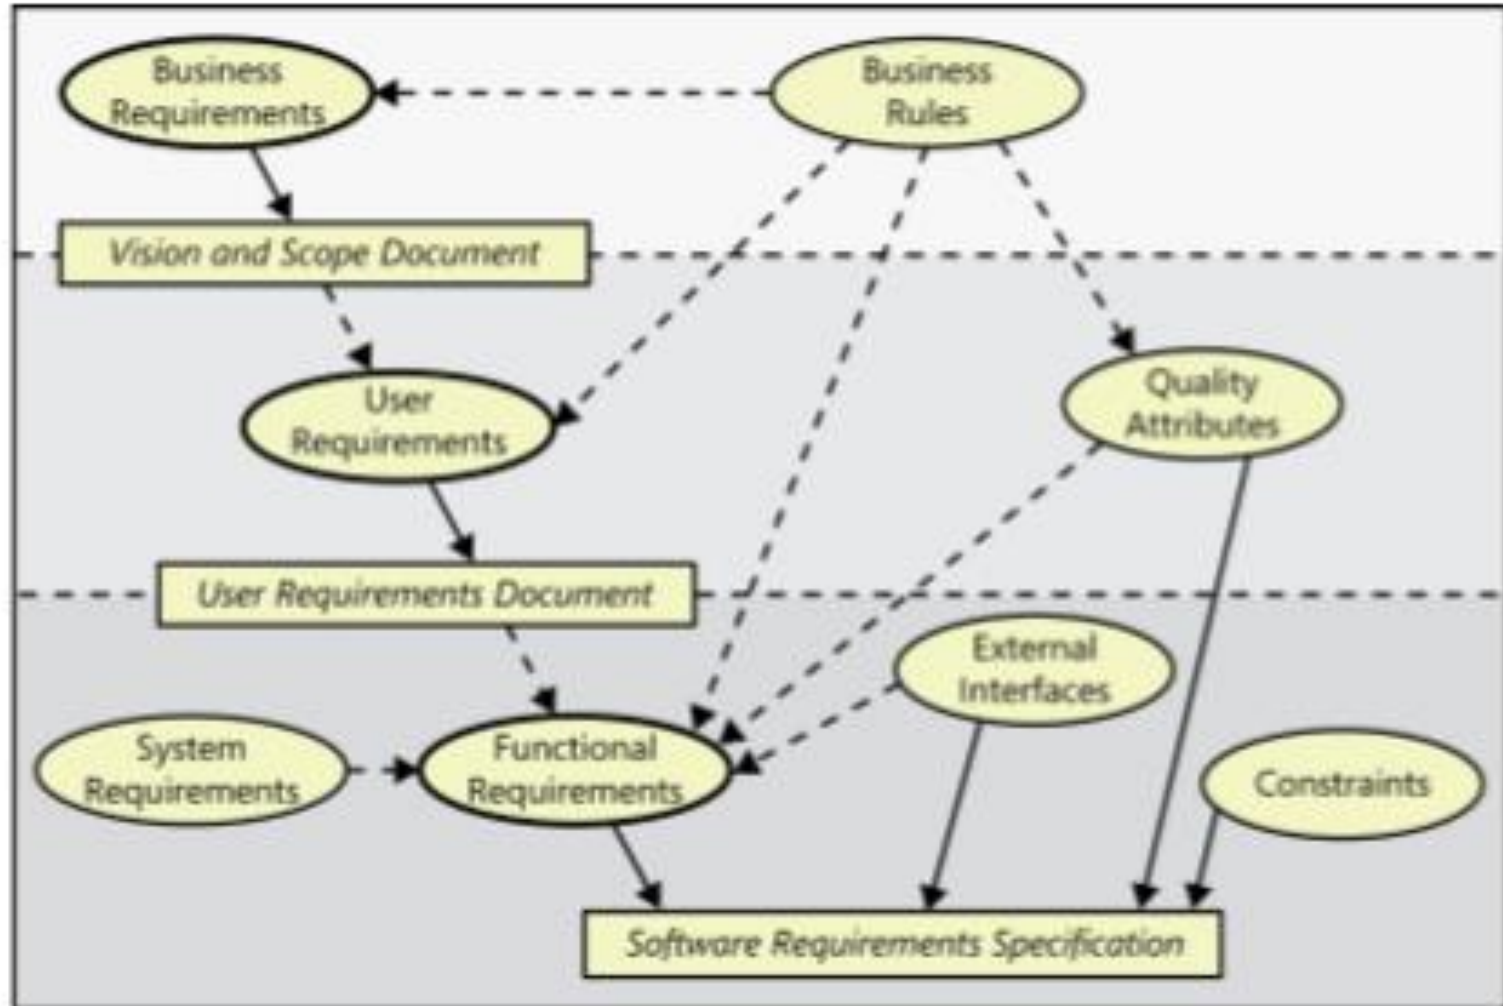 Business
Requirements
Business
Rules
Vision and Scope Document
User
Requirements
Quality
Attributes
User Requirements Document
External
Interfaces
System
Requirements
Functional
Requirements
Constraints
Software Requirements Specification